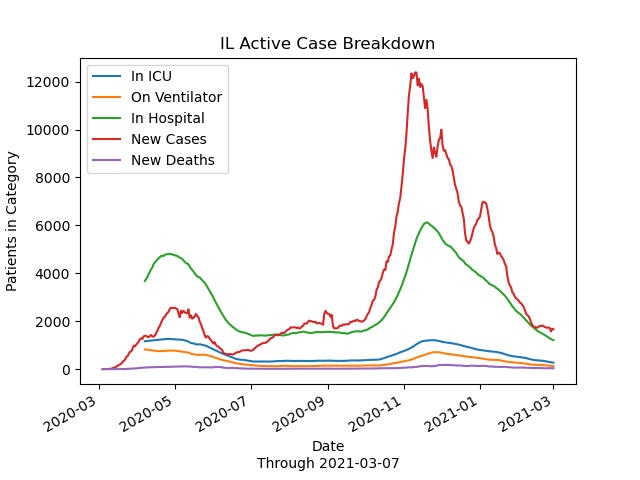 IL Active Case Breakdown
In ICU
On Ventilator
In Hospital
New Cases
New Deaths
Patients in Category
12000
10000
8000
6000
4000
2000
0
2020-03
2020-05
2020-07
2020-09
2020-11
2021-01
2021-03
Date
Through 2021-03-07